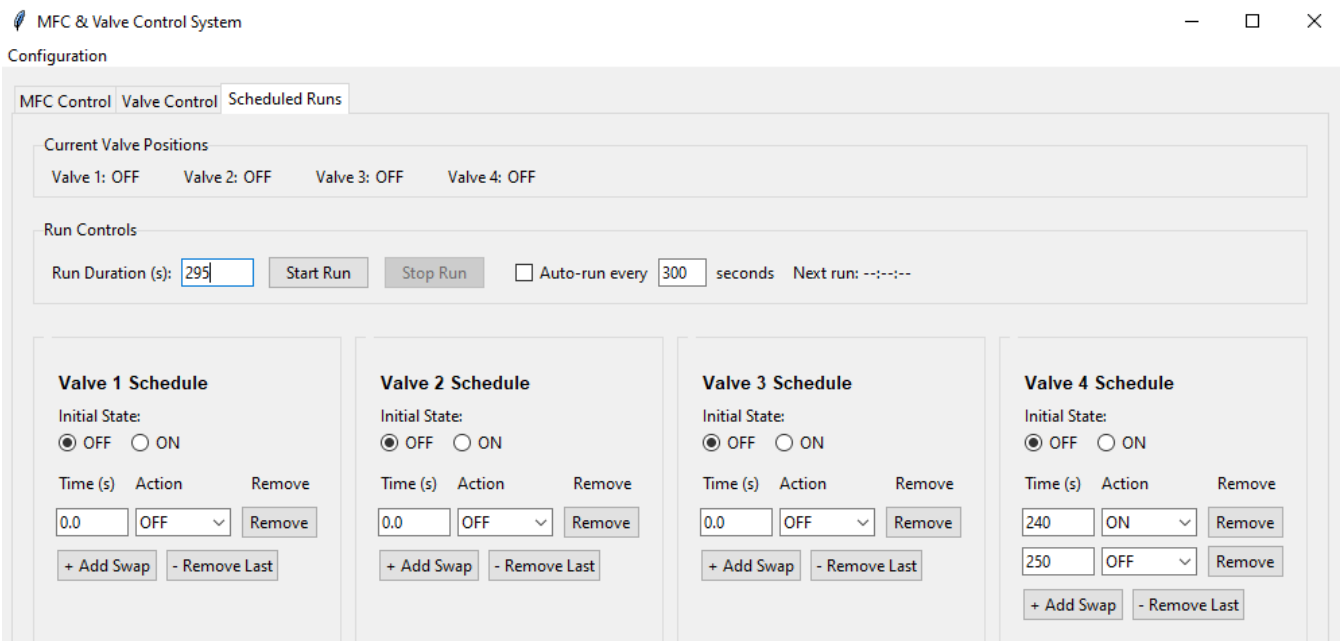 MFC & Valve Control System
Configuration
MFC Control Valve Control Scheduled Runs
Current Valve Positions
Valve 1: OFF Valve 2: OFF Valve 3: OFF Valve 4: OFF
Run Controls
Run Duration (s): 295 Start Run Stop Run Auto-run every 300 seconds Next run: --:--:--
Valve 1 Schedule
Initial State:
OFF ON
Time (s) Action Remove
0.0 OFF Remove
+ Add Swap - Remove Last
Valve 2 Schedule
Initial State:
OFF ON
Time (s) Action Remove
0.0 OFF Remove
+ Add Swap - Remove Last
Valve 3 Schedule
Initial State:
OFF ON
Time (s) Action Remove
0.0 OFF Remove
+ Add Swap - Remove Last
Valve 4 Schedule
Initial State:
OFF ON
Time (s) Action Remove
240 ON Remove
250 OFF Remove
+ Add Swap - Remove Last